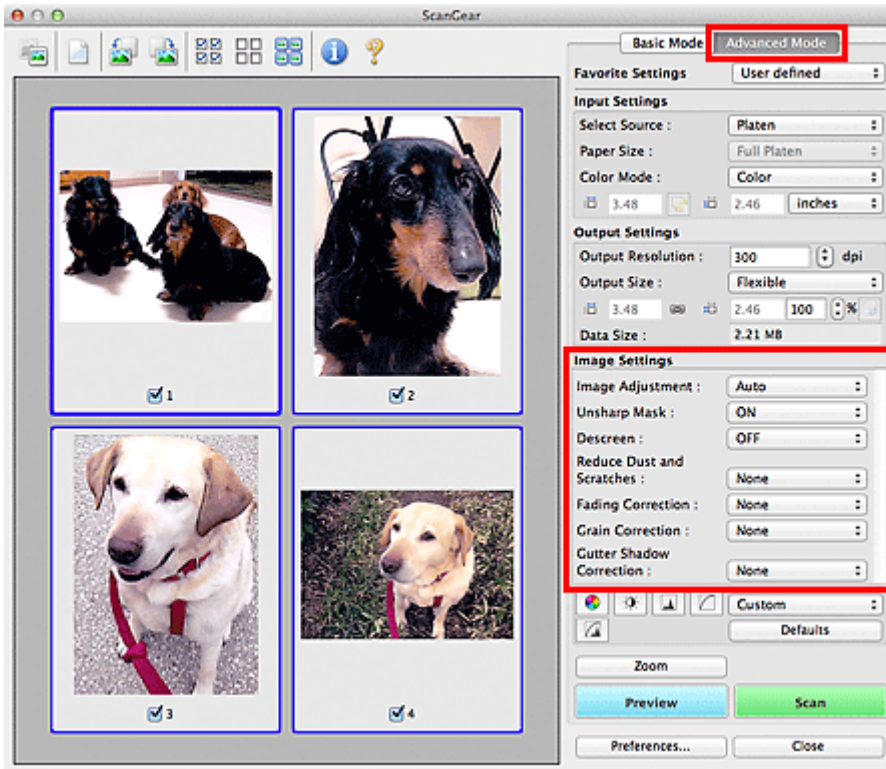 ScanGear
Basic Mode Advanced Mode
Favorite Settings User defined
Input Settings
Select Source : Platen
Paper Size : Full Platen
Color Mode : Color
3.48 2.46 inches
Output Settings
Output Resolution : 300 dpi
Output Size : Flexible
3.48 2.46 100 %
Data Size : 2.21 MB
Image Settings
Image Adjustment : Auto
Unsharp Mask : ON
Descreen : OFF
Reduce Dust and
Scratches : None
Fading Correction : None
Grain Correction : None
Gutter Shadow
Correction : None
Custom
Defaults
Zoom
Preview Scan
Preferences... Close
1
2
3
4